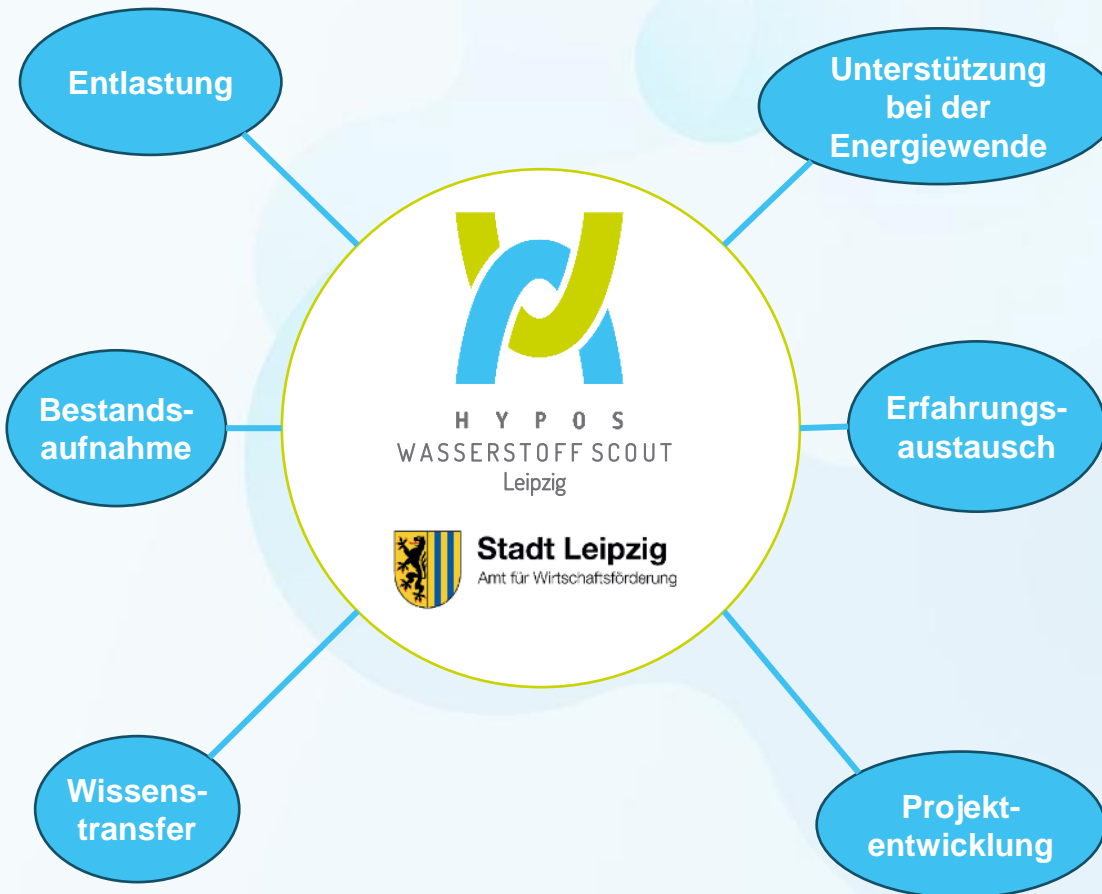 Entlastung
Unterstützung
bei der
Energiewende
HYPOS
WASSERSTOFF SCOUT
Leipzig
Bestands-
aufnahme
Erfahrungs-
austausch
Stadt Leipzig
Amt für Wirtschaftsförderung
Wissens-
transfer
Projekt-
entwicklung